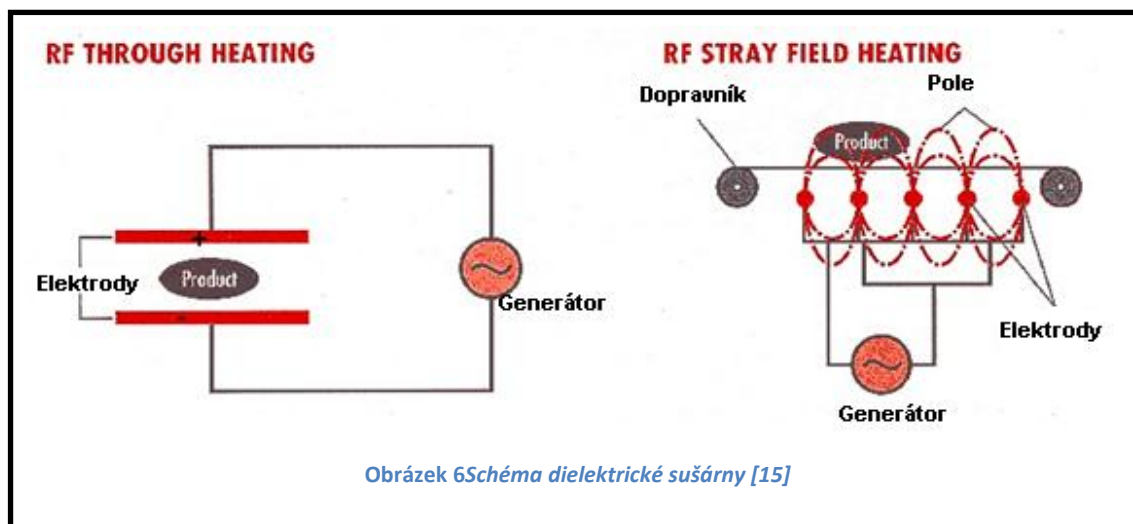 RF THROUGH HEATING
+
Elektrody
Product
-
Generátor
RF STRAY FIELD HEATING
Dopravník
Pole
Product
Elektrody
Generátor
Obrázek 6Schéma dielektrické sušárny [15]